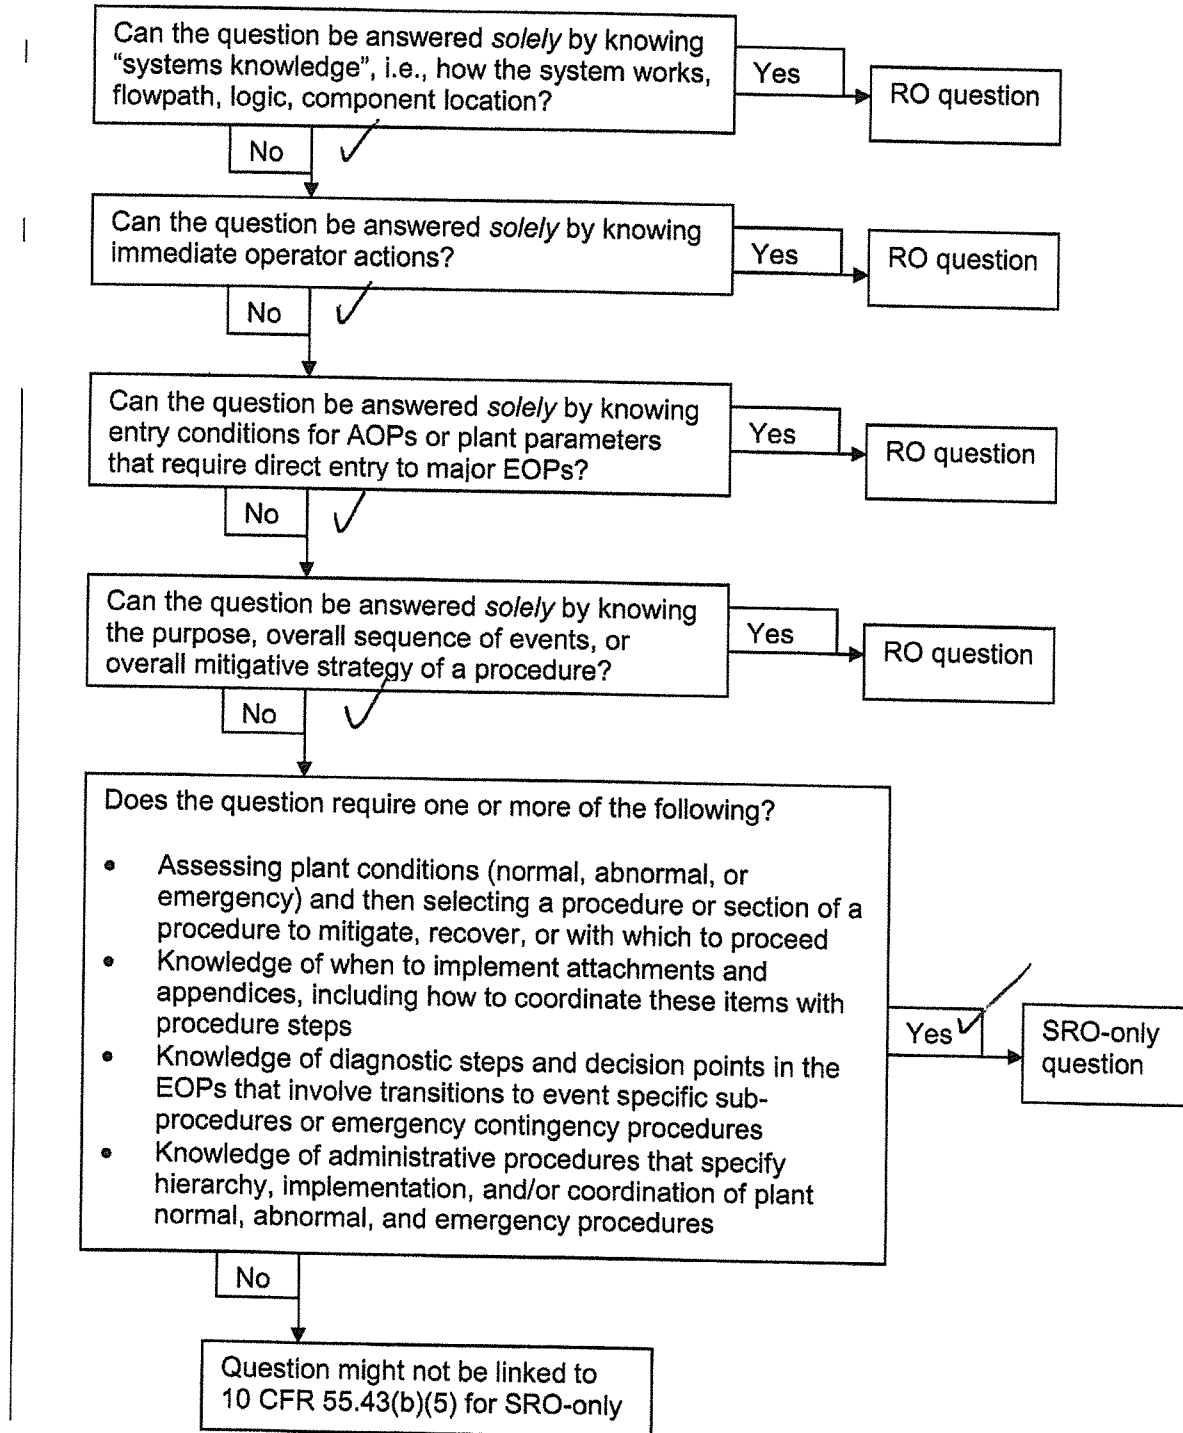 Can the question be answered solely by knowing
“systems knowledge”, i.e., how the system works,
flowpath, logic, component location?
Yes
RO question
No
Can the question be answered solely by knowing
immediate operator actions?
Yes
RO question
No
Can the question be answered solely by knowing
entry conditions for AOPs or plant parameters
that require direct entry to major EOPs?
Yes
RO question
No
Can the question be answered solely by knowing
the purpose, overall sequence of events, or
overall mitigative strategy of a procedure?
Yes
RO question
No
Does the question require one or more of the following?
• Assessing plant conditions (normal, abnormal, or
emergency) and then selecting a procedure or section of a
procedure to mitigate, recover, or with which to proceed
• Knowledge of when to implement attachments and
appendices, including how to coordinate these items with
procedure steps
• Knowledge of diagnostic steps and decision points in the
EOPs that involve transitions to event specific sub-
procedures or emergency contingency procedures
• Knowledge of administrative procedures that specify
hierarchy, implementation, and/or coordination of plant
normal, abnormal, and emergency procedures
Yes
SRO-only
question
No
Question might not be linked to
10 CFR 55.43(b)(5) for SRO-only